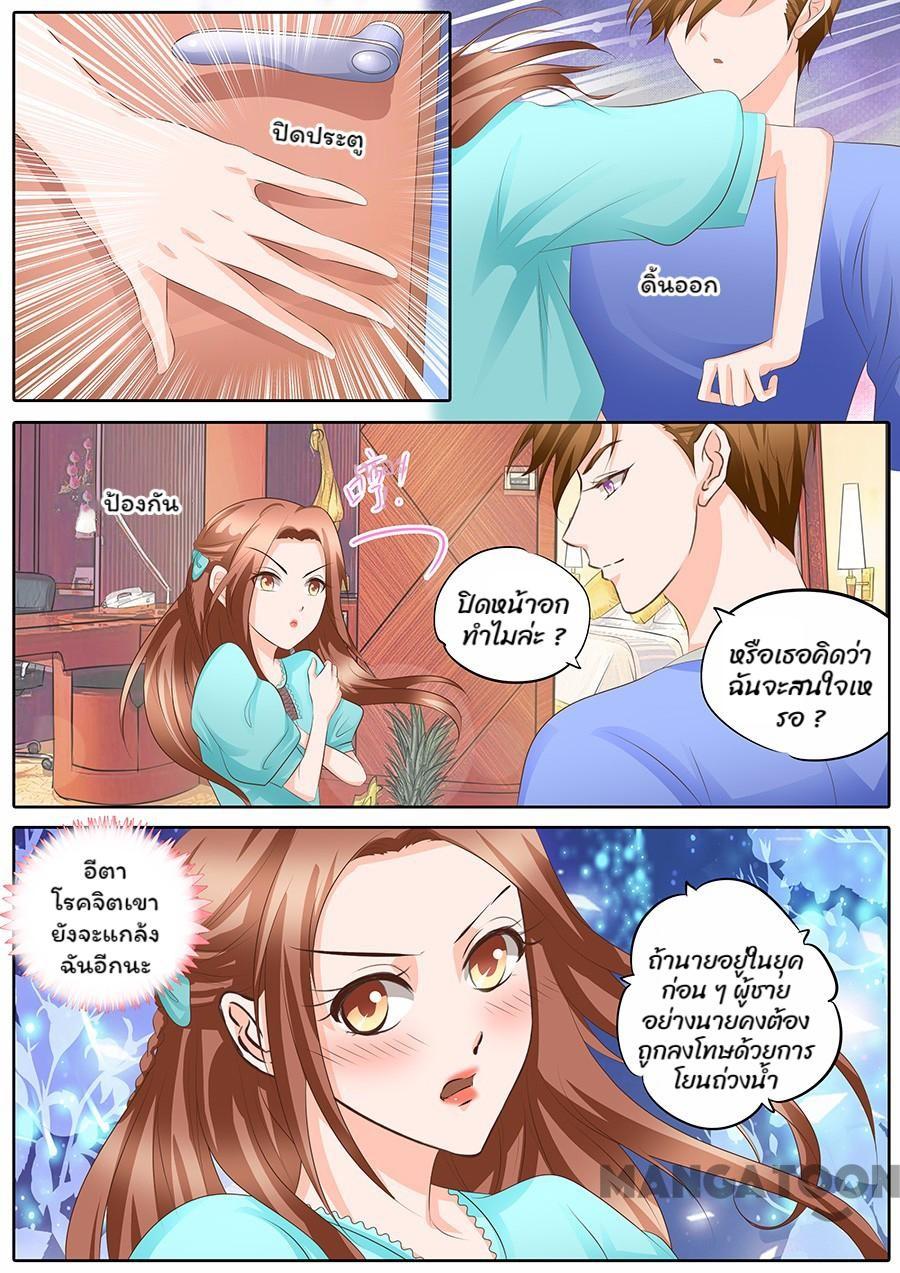 ปิดประตู
ดิ้นออก
ป้องกัน
哼!
ปิดหน้าอก
ทำไมล่ะ ?
หรือเธอคิดว่า
ฉันจะสนใจเห
รอ ?
อีตา
โรคจิตเขา
ยังจะแกล้ง
ฉันอีกนะ
ถ้านายอยู่ในยุค
ก่อน ๆ ผู้ชาย
อย่างนายคงต้อง
ถูกลงโทษด้วยการ
โยนถ่วงน้ำ
MANGATOON